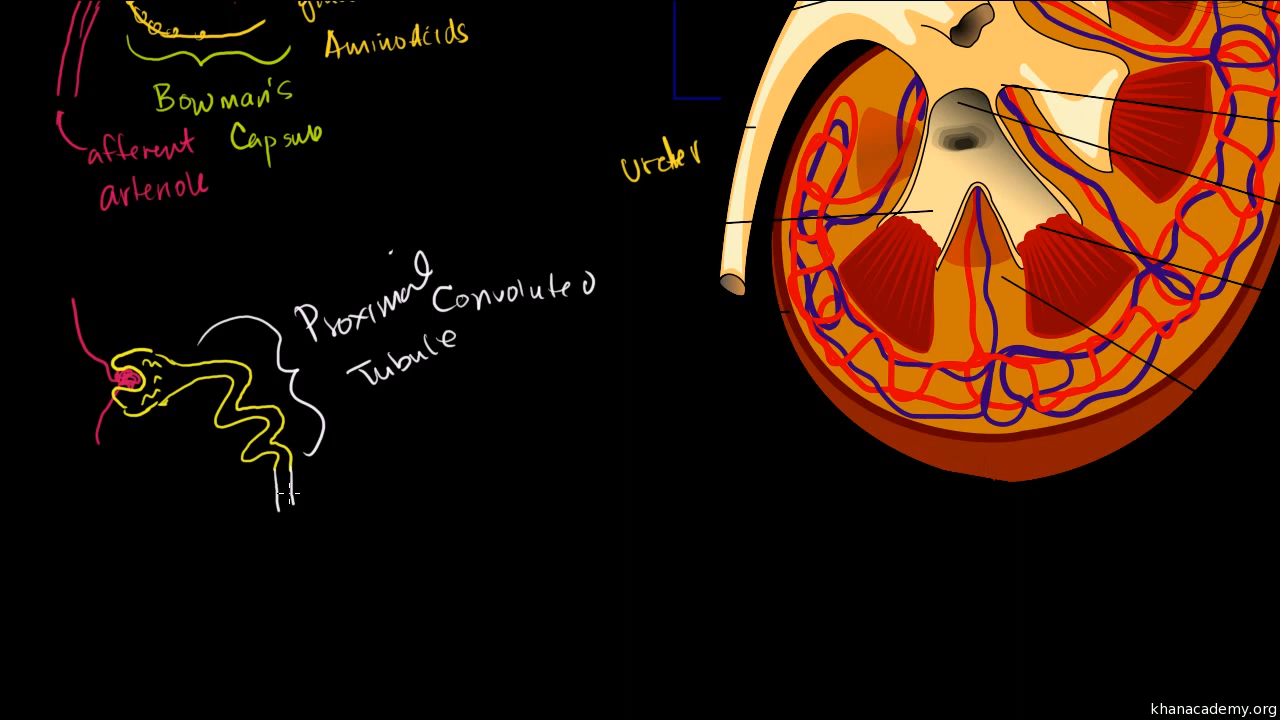 Amino Acids
Bowman's
Capsule
afferent
arteriole
ureter
Proximal
Convoluted
Tubule
khanacademy.org